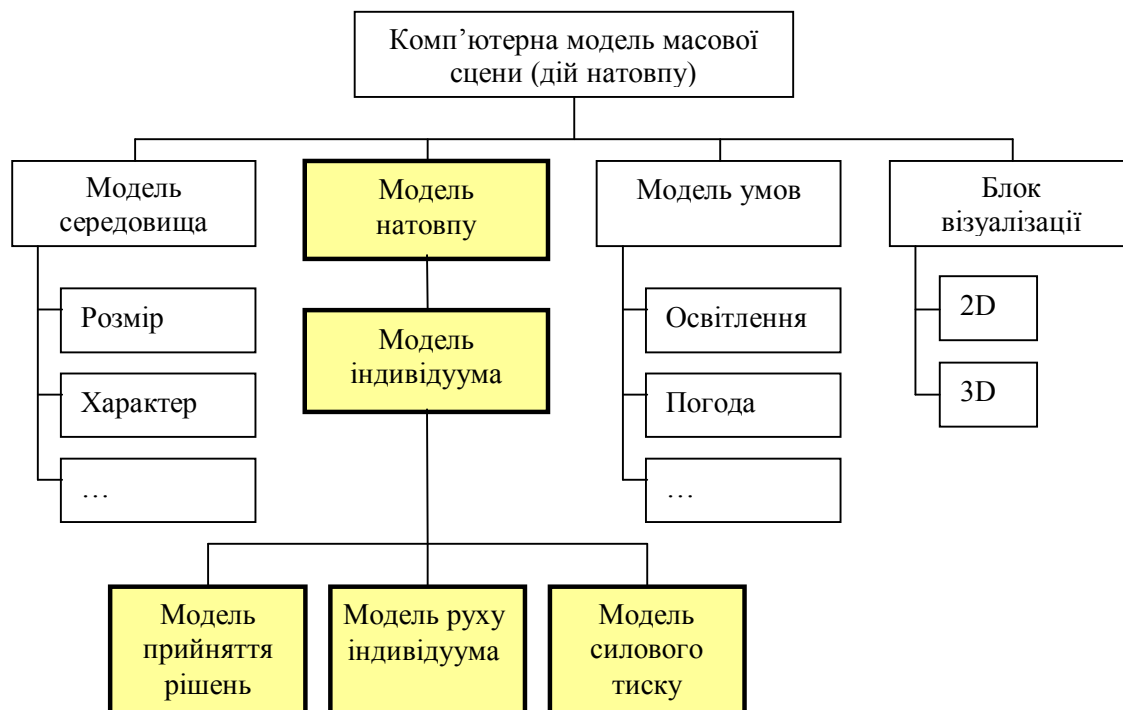 Комп’ютерна модель масової
сцени (дій натовпу)
Модель
середовища
Модель
натовпу
Модель умов
Блок
візуалізації
Розмір
Характер
…
Модель
індивідуума
Освітлення
Погода
…
2D
3D
Модель
прийняття
рішень
Модель руху
індивідуума
Модель
силового
тиску